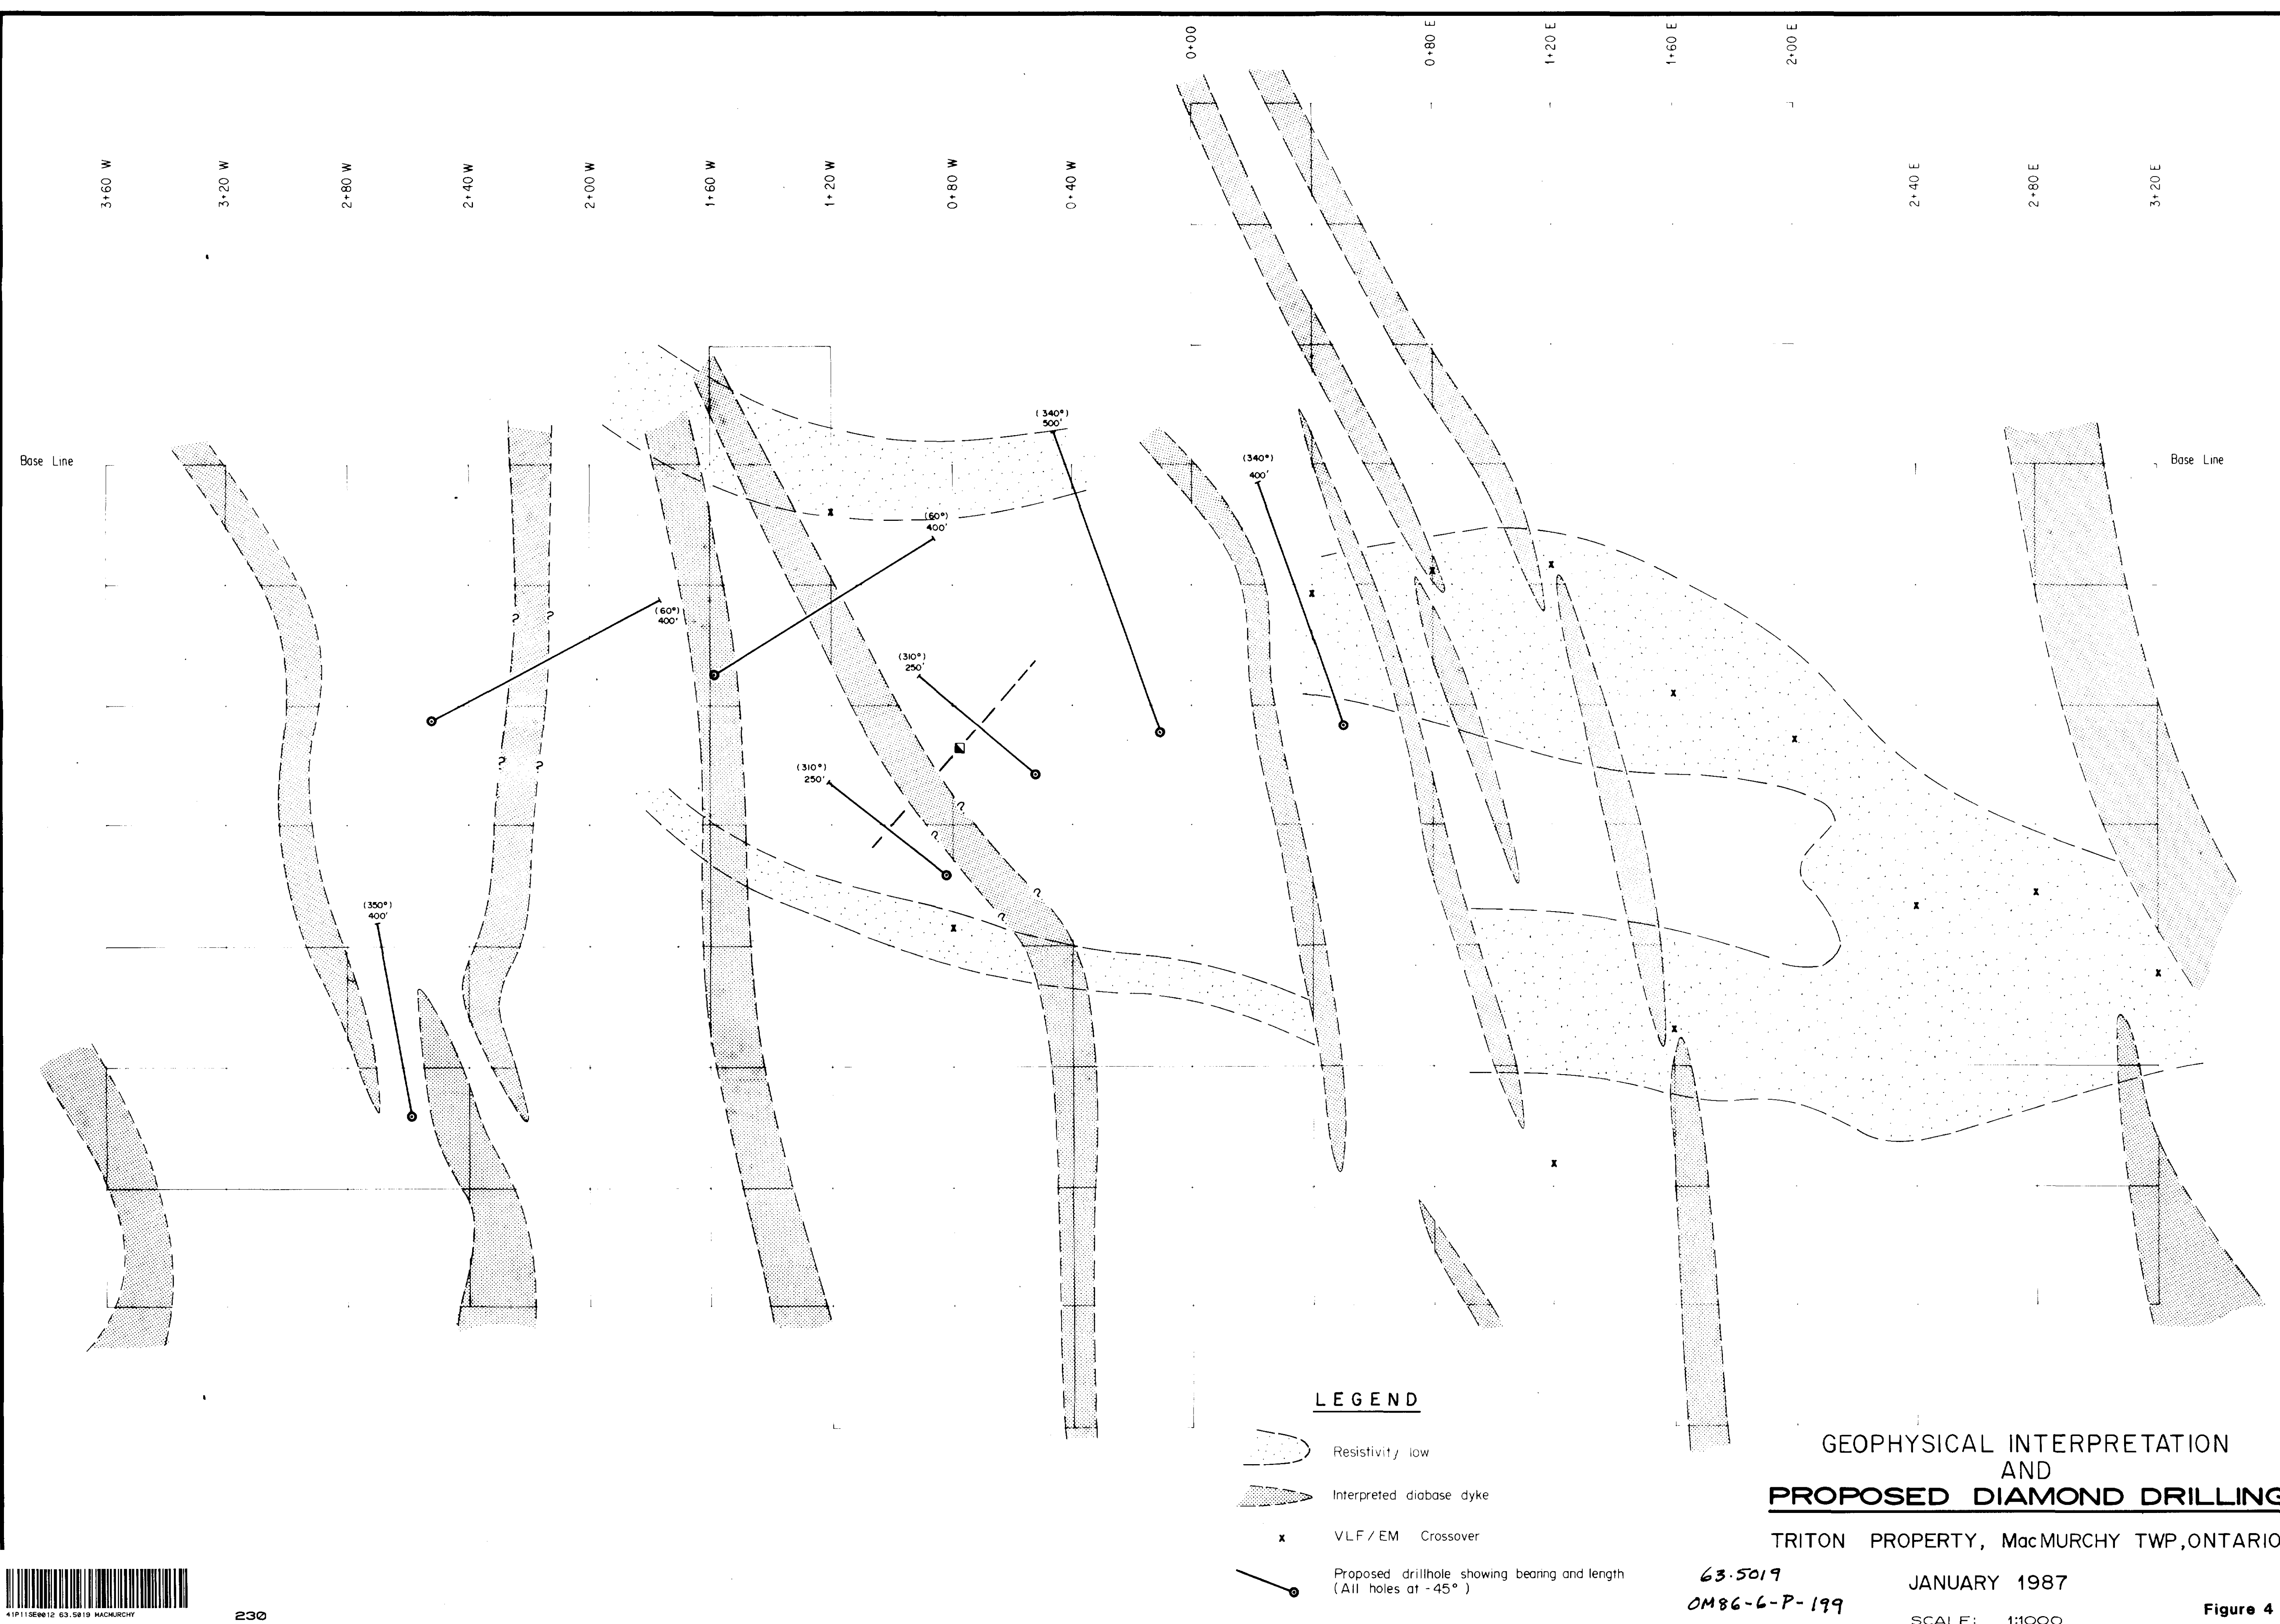 0+00
0+80 E
1+20 E
1+60 E
2+00 E
3+60 W
3+20 W
2+80 W
2+40 W
2+00 W
1+60 W
1+20 W
0+80 W
0+40 W
2+40 E
2+80 E
3+20 E
Base Line
Base Line
(340°)
500'
(340°)
400'
(60°)
400'
(60°)
400'
(310°)
250'
(310°)
250'
(350°)
400'
?
?
?
?
?
?
?
?
LEGEND
Resistivity low
Interpreted diabase dyke
x VLF/EM Crossover
Proposed drillhole showing bearing and length
(All holes at -45°)
GEOPHYSICAL INTERPRETATION
AND
PROPOSED DIAMOND DRILLING
TRITON PROPERTY, MacMURCHY TWP, ONTARIO
63.5019
OM86-6-P-199
JANUARY 1987
SCALE: 1:1000
Figure 4
41P11SE0012 63.5019 MACMURCHY
230